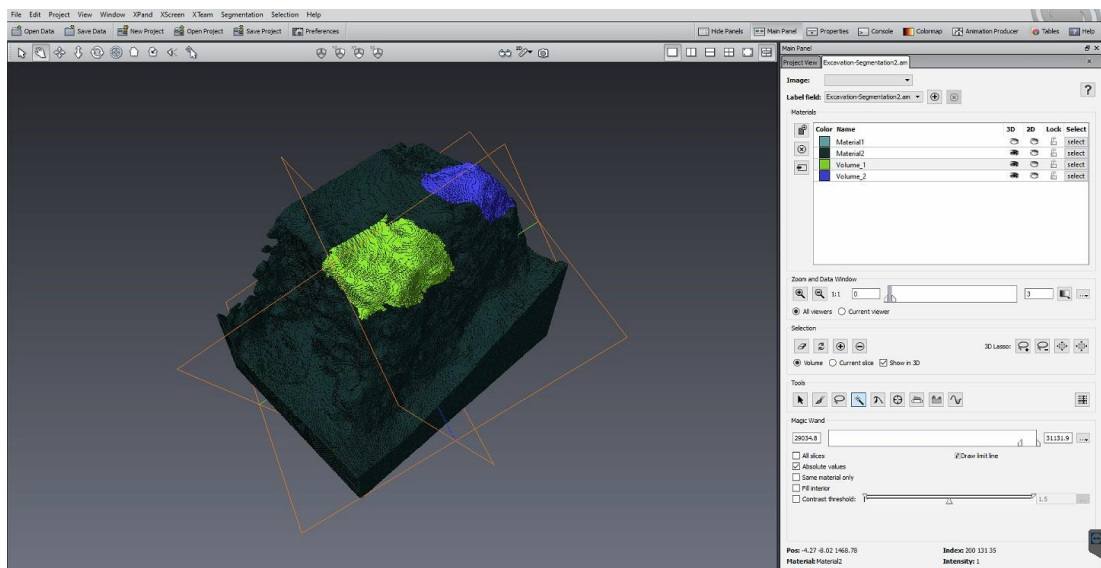 File Edit Project View Window XPand XScreen XTeam Segmentation Selection Help
Open Data Save Data New Project Open Project Save Project Preferences Hide Panels Main Panel Properties Console Colormap Animation Producer Tables Help
Main Panel
Project View Excavation-Segmentation2.am
Image:
Label field: Excavation-Segmentation2.am
Materials
Color Name 3D 2D Lock Select
Material1 select
Material2 select
Volume_1 select
Volume_2 select
Zoom and Data Window
1:1 0 3
All viewers Current viewer
Selection
3D Lasso:
Volume Current slice Show in 3D
Tools
Magic Wand
29034.8 31131.9
All slices Draw limit line
Absolute values
Same material only
Fill interior
Contrast threshold: 1.5
Pos: -4.27 -8.02 1468.78 Index: 200 131 35
Material: Material2 Intensity: 1